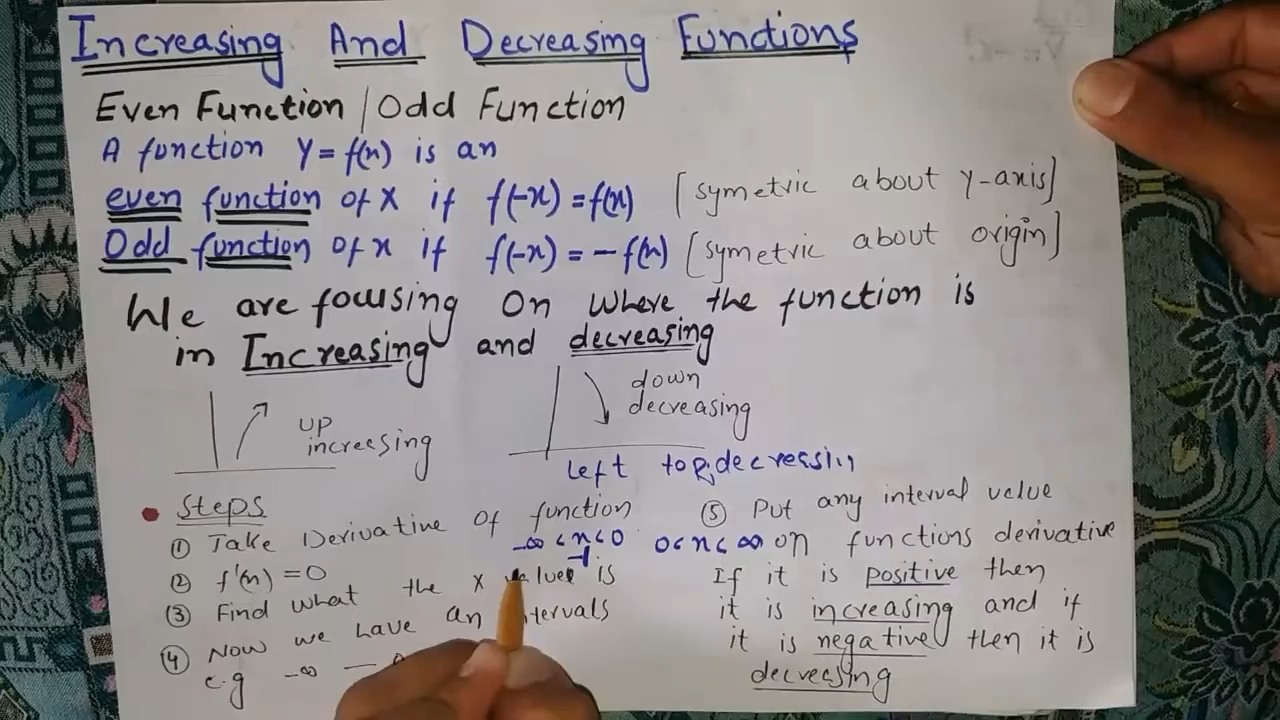 Increasing And Decreasing Functions
Even Function / Odd Function
A function Y = f(x) is an
even function of x if f(-x) = f(x) [symetric about Y-axis]
Odd function of x if f(-x) = -f(x) [symetric about origin]
We are focusing On Where the function is
in Increasing and decreasing
UP
increesing
down
decreasing
Left to
decreasin
Steps
① Take Derivative Of function
-∞ < x < 0
0 < x < ∞
-1
② f'(x) = 0
③ Find what the x values is
④ Now we have an
e.g -∞ —
⑤ Put any interval value
on functions derivative
If it is positive then
it is increasing and if
it is negative then it is
decreasing